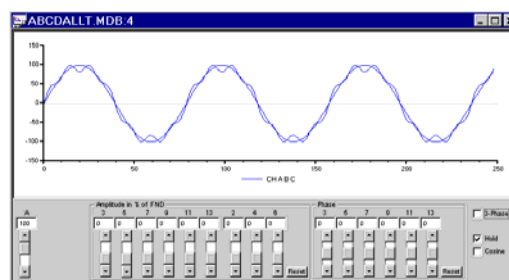 ABCDALLT.MDB:4
150
100
50
0
-50
-100
-150
0 50 100 150 200 250
CH A-B-C
Amplitude in % of FND
Phase
A 3 5 7 9 11 13 2 4 6 3 5 7 9 11 13
100 0 0 0 0 0 0 0 0 0 0 0 0 0 0 0
3-Phase
Hold
Cosine
Reset Reset